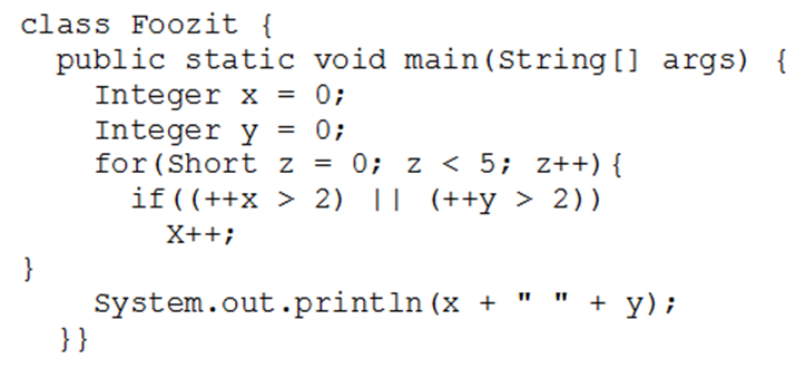 class Foozit {
public static void main(String[] args) {
Integer x = 0;
Integer y = 0;
for(Short z = 0; z < 5; z++){
if((++x > 2) || (++y > 2))
X++;
}
System.out.println(x + " " + y);
}}